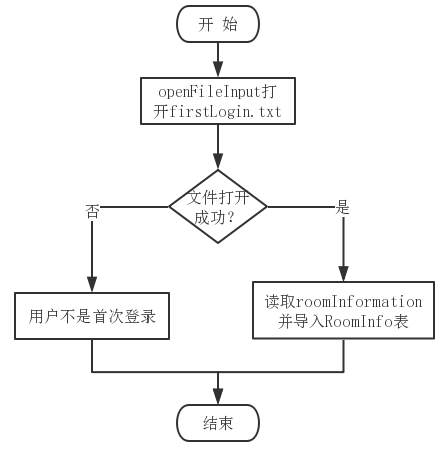 开 始
openFileInput打
开firstLogin.txt
文件打开
成功？
否
是
用户不是首次登录
读取roomInformation
并导入RoomInfo表
结束